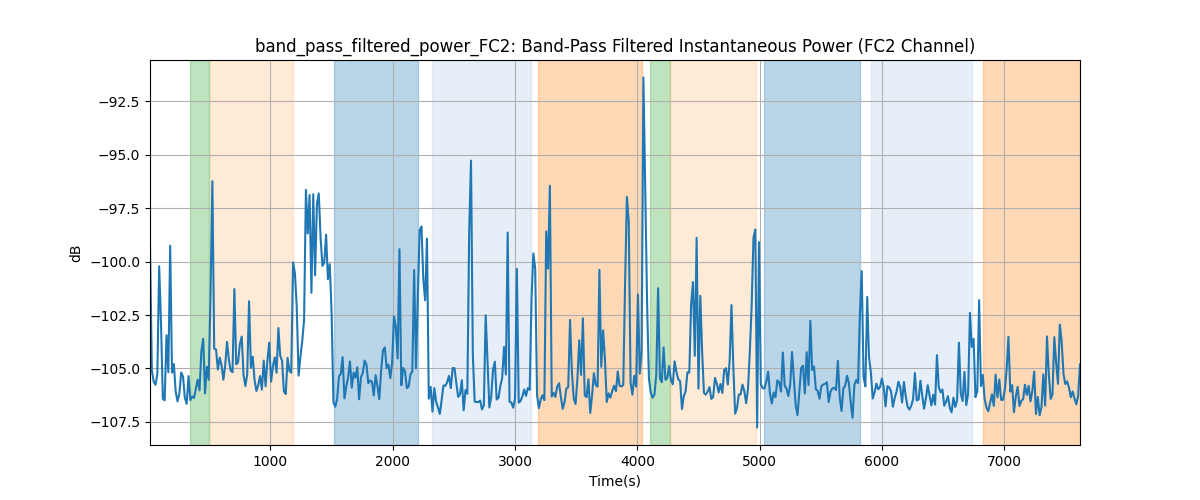 band_pass_filtered_power_FC2: Band-Pass Filtered Instantaneous Power (FC2 Channel)
−92.5
−95.0
−97.5
−100.0
−102.5
−105.0
−107.5
dB
1000 2000 3000 4000 5000 6000 7000
Time(s)